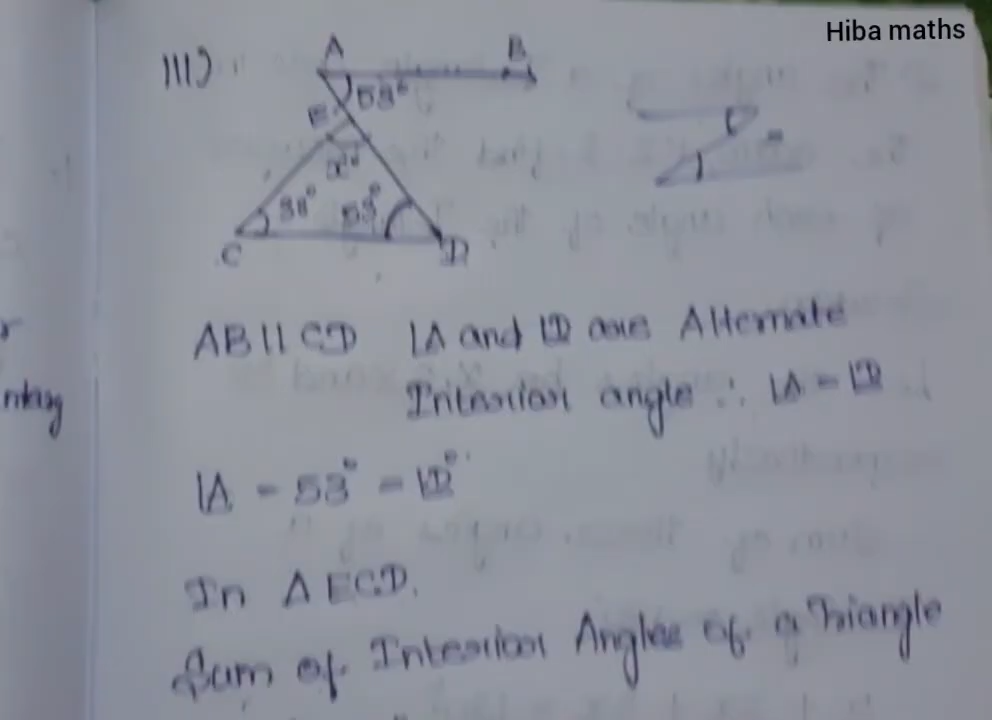 Hiba maths
III)
A
B
53°
E
x°
38°
53°
C
D
AB || CD ∠A and ∠D are Alternate
Interior angle ∴ ∠A = ∠D
∠A = 53° = ∠D°
In Δ ECD.
Sum of Interior Angles of a Triangle